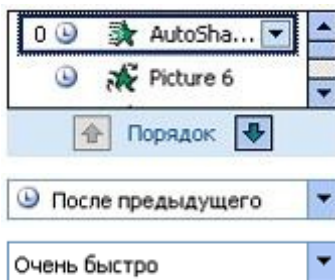 0 AutoSha...
Picture 6
Порядок
После предыдущего
Очень быстро